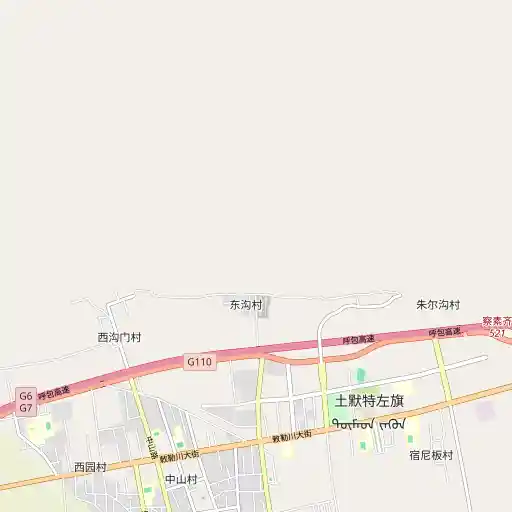 东沟村
朱尔沟村
察素齐
521
呼包高速
呼包高速
西沟门村
G110
G6
G7
呼包高速
土默特左旗
敕勒川大街
中山路
敕勒川大街
西园村
中山村
宿尼板村